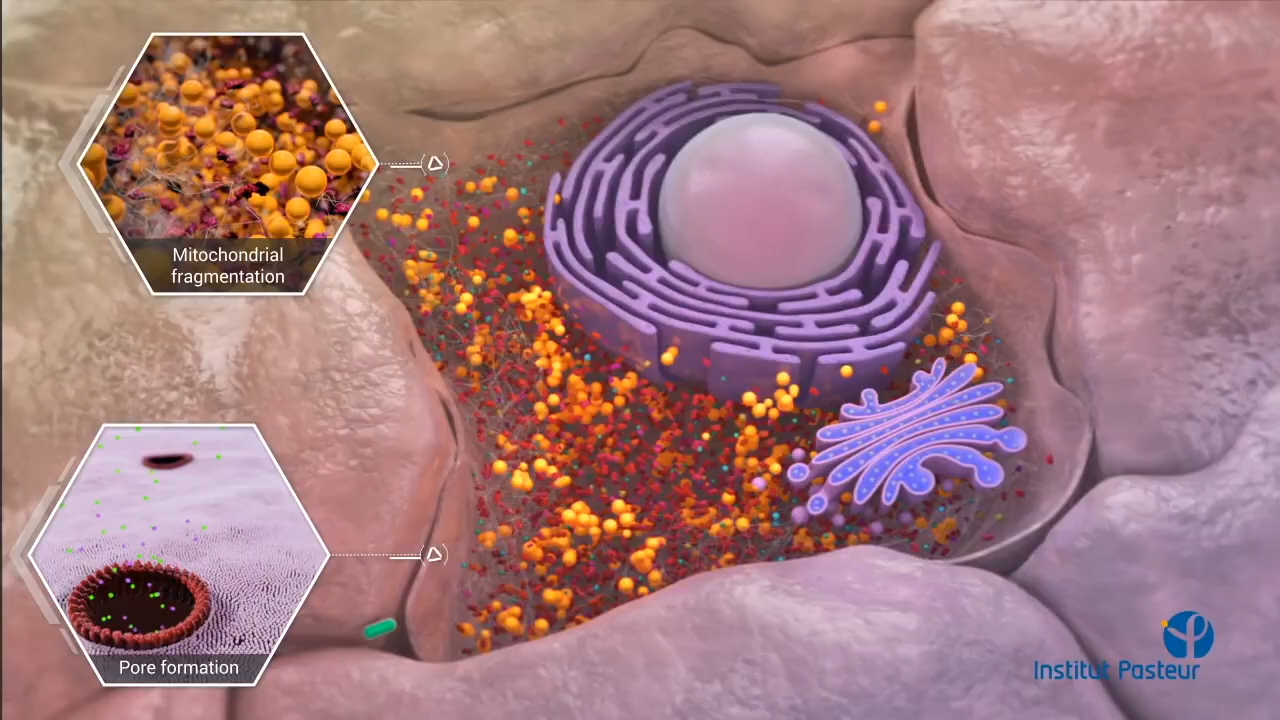 Mitochondrial
fragmentation
Pore formation
Institut Pasteur